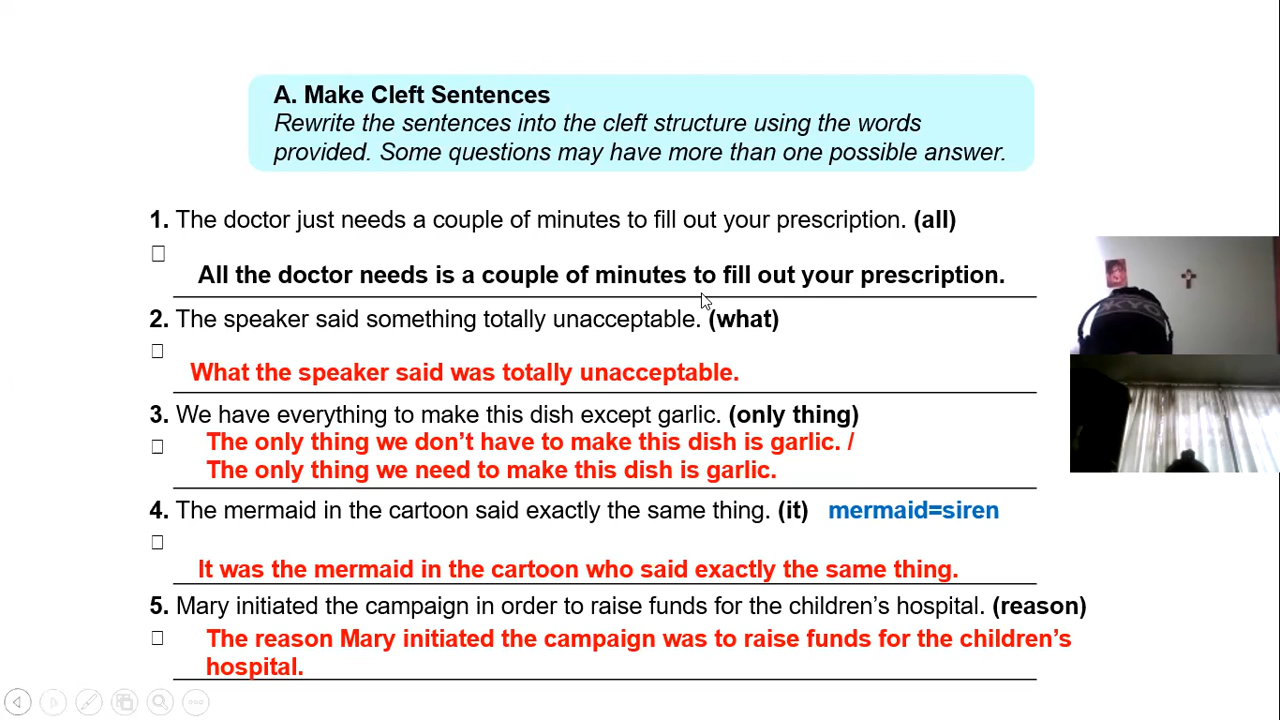 A. Make Cleft Sentences
Rewrite the sentences into the cleft structure using the words
provided. Some questions may have more than one possible answer.
1. The doctor just needs a couple of minutes to fill out your prescription. (all)
All the doctor needs is a couple of minutes to fill out your prescription.
2. The speaker said something totally unacceptable. (what)
What the speaker said was totally unacceptable.
3. We have everything to make this dish except garlic. (only thing)
The only thing we don’t have to make this dish is garlic. /
The only thing we need to make this dish is garlic.
4. The mermaid in the cartoon said exactly the same thing. (it) mermaid=siren
It was the mermaid in the cartoon who said exactly the same thing.
5. Mary initiated the campaign in order to raise funds for the children’s hospital. (reason)
The reason Mary initiated the campaign was to raise funds for the children’s
hospital.